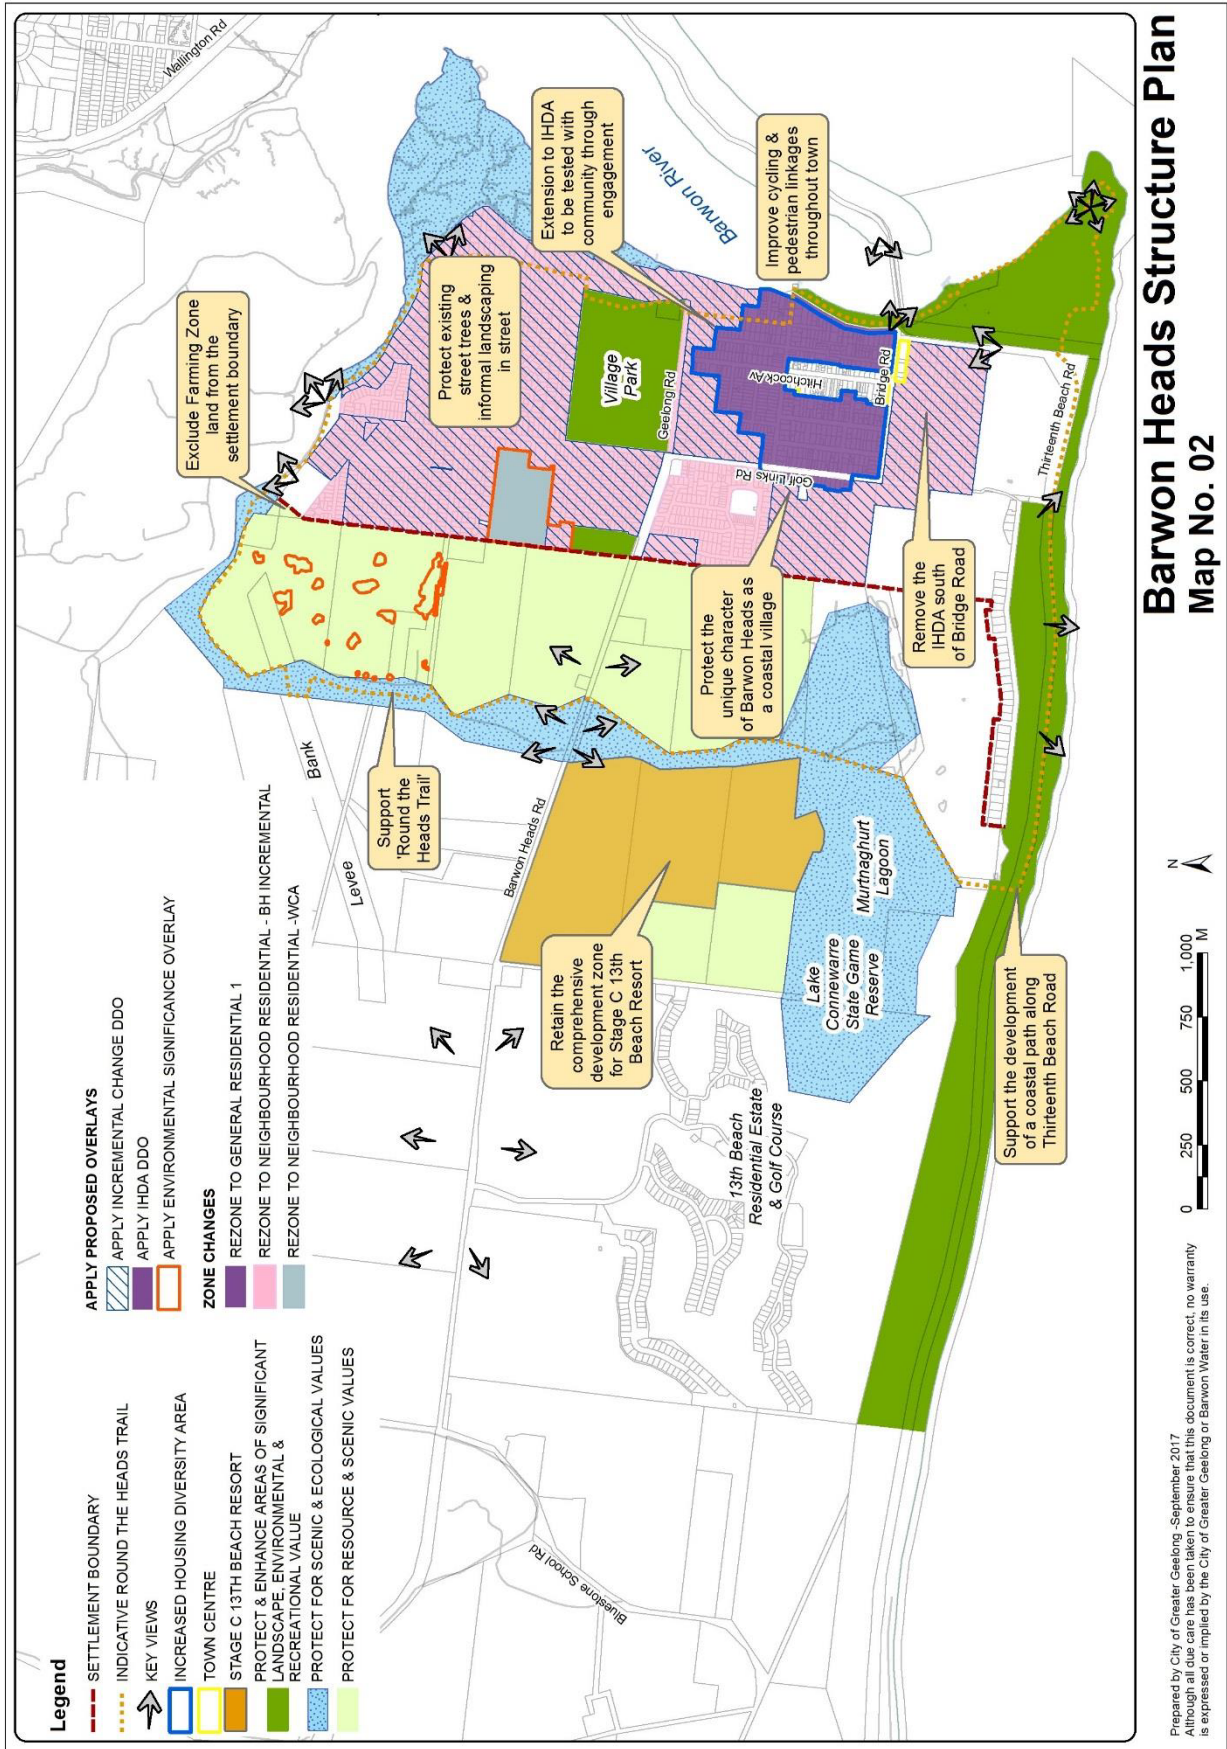 Legend
SETTLEMENT BOUNDARY
INDICATIVE ROUND THE HEADS TRAIL
KEY VIEWS
INCREASED HOUSING DIVERSITY AREA
TOWN CENTRE
STAGE C 13TH BEACH RESORT
PROTECT & ENHANCE AREAS OF SIGNIFICANT
LANDSCAPE, ENVIRONMENTAL &
RECREATIONAL VALUE
PROTECT FOR SCENIC & ECOLOGICAL VALUES
PROTECT FOR RESOURCE & SCENIC VALUES
APPLY PROPOSED OVERLAYS
APPLY INCREMENTAL CHANGE DDO
APPLY IHDA DDO
APPLY ENVIRONMENTAL SIGNIFICANCE OVERLAY
ZONE CHANGES
REZONE TO GENERAL RESIDENTIAL 1
REZONE TO NEIGHBOURHOOD RESIDENTIAL - BH INCREMENTAL
REZONE TO NEIGHBOURHOOD RESIDENTIAL -WCA
Wallington Rd
Exclude Farming Zone
land from the
settlement boundary
Protect existing
street trees &
informal landscaping
in street
Extension to IHDA
to be tested with
community through
engagement
Barwon River
Improve cycling &
pedestrian linkages
throughout town
Levee
Bank
Support
'Round the
Heads Trail'
Village
Park
Geelong Rd
Barwon Heads Rd
Golf Links Rd
Hitchcock Av
Bridge Rd
Retain the
comprehensive
development zone
for Stage C 13th
Beach Resort
Protect the
unique character
of Barwon Heads as
a coastal village
Remove the
IHDA south
of Bridge Road
Thirteenth Beach Rd
Bluestone School Rd
13th Beach
Residential Estate
& Golf Course
Lake
Connewarre
State Game
Reserve
Murtnaghurt
Lagoon
Support the development
of a coastal path along
Thirteenth Beach Road
Prepared by City of Greater Geelong -September 2017
Although all due care has been taken to ensure that this document is correct, no warranty
is expressed or implied by the City of Greater Geelong or Barwon Water in its use.
0 250 500 750 1,000
M
N
Barwon Heads Structure Plan
Map No. 02